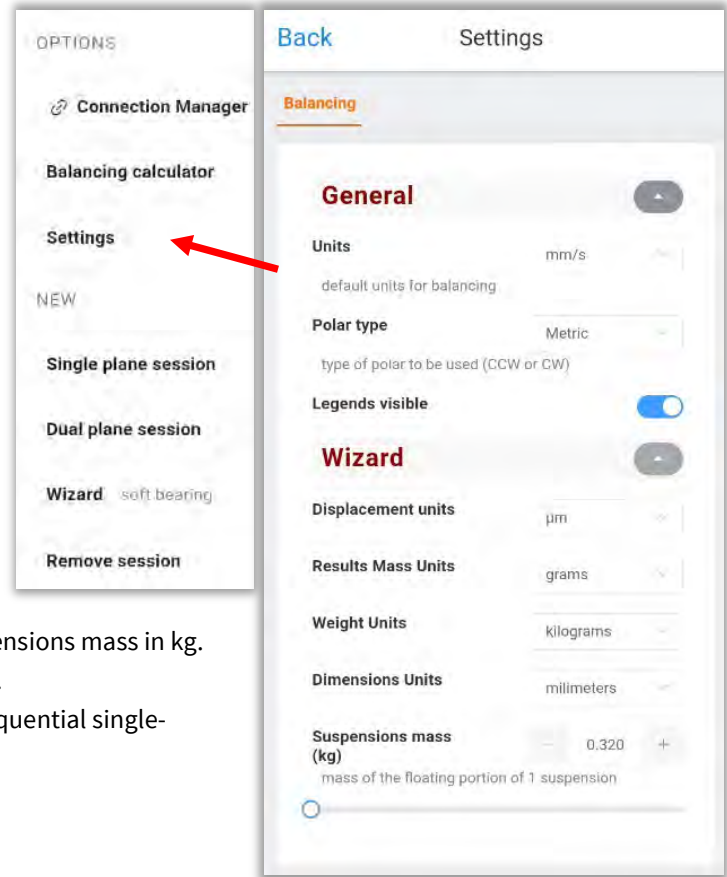 OPTIONS
Connection Manager
Balancing calculator
Settings
NEW
Single plane session
Dual plane session
Wizard soft bearing
Remove session
Back Settings
Balancing
General
Units mm/s
default units for balancing
Polar type Metric
type of polar to be used (CCW or CW)
Legends visible
Wizard
Displacement units µm
Results Mass Units grams
Weight Units kilograms
Dimensions Units milimeters
Suspensions mass
(kg) − 0.320 +
mass of the floating portion of 1 suspension
ensions mass in kg.
quential single-